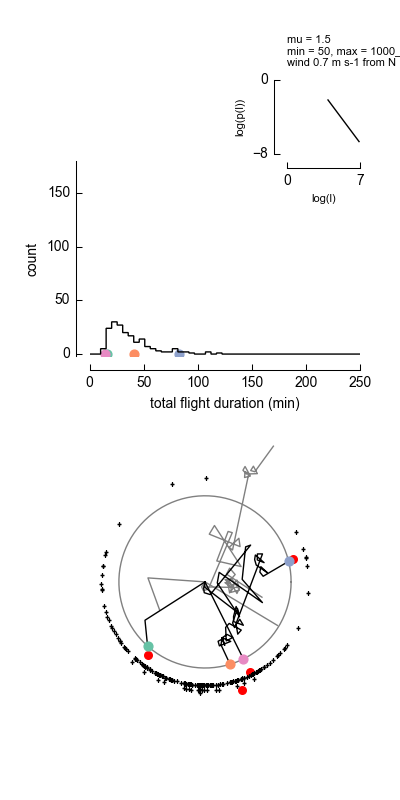 mu = 1.5
min = 50, max = 1000_
wind 0.7 m s-1 from N
0
log(p(l))
−8
0
7
log(l)
150
100
50
0
count
0
50
100
150
200
250
total flight duration (min)